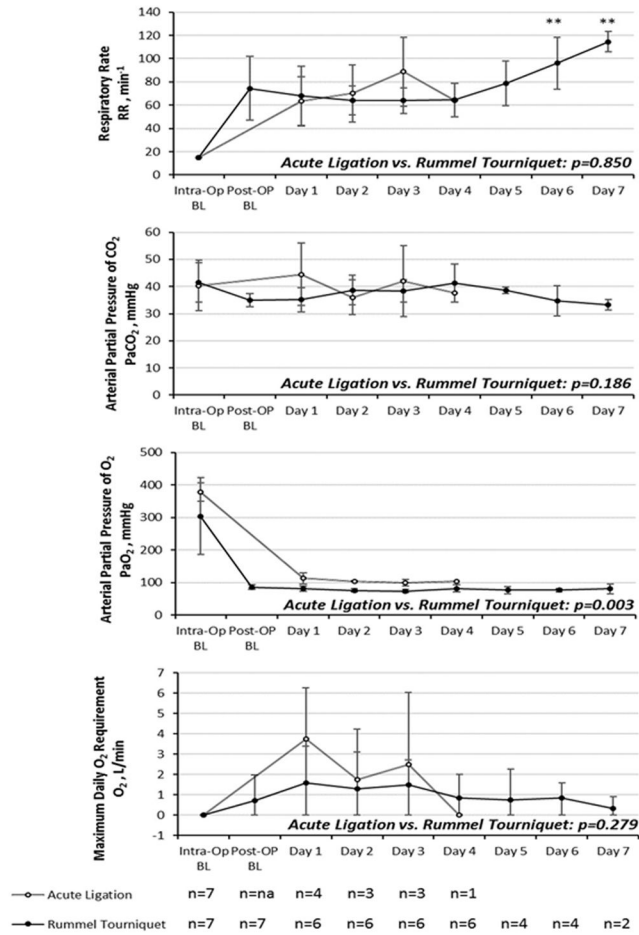 Respiratory Rate
RR, min-1
140
120
100
80
60
40
20
0
** **
Acute Ligation vs. Rummel Tourniquet: p=0.850
Intra-Op Post-OP Day 1 Day 2 Day 3 Day 4 Day 5 Day 6 Day 7
BL BL
Arterial Partial Pressure of CO2
PaCO2, mmHg
60
50
40
30
20
10
0
Acute Ligation vs. Rummel Tourniquet: p=0.186
Intra-Op Post-OP Day 1 Day 2 Day 3 Day 4 Day 5 Day 6 Day 7
BL BL
Arterial Partial Pressure of O2
PaO2, mmHg
500
400
300
200
100
0
Acute Ligation vs. Rummel Tourniquet: p=0.003
Intra-Op Post-OP Day 1 Day 2 Day 3 Day 4 Day 5 Day 6 Day 7
BL BL
Maximum Daily O2 Requirement
O2, L/min
7
6
5
4
3
2
1
0
-1
Acute Ligation vs. Rummel Tourniquet: p=0.279
Intra-Op Post-OP Day 1 Day 2 Day 3 Day 4 Day 5 Day 6 Day 7
BL BL
Acute Ligation n=7 n=na n=4 n=3 n=3 n=1
Rummel Tourniquet n=7 n=7 n=6 n=6 n=6 n=6 n=4 n=4 n=2